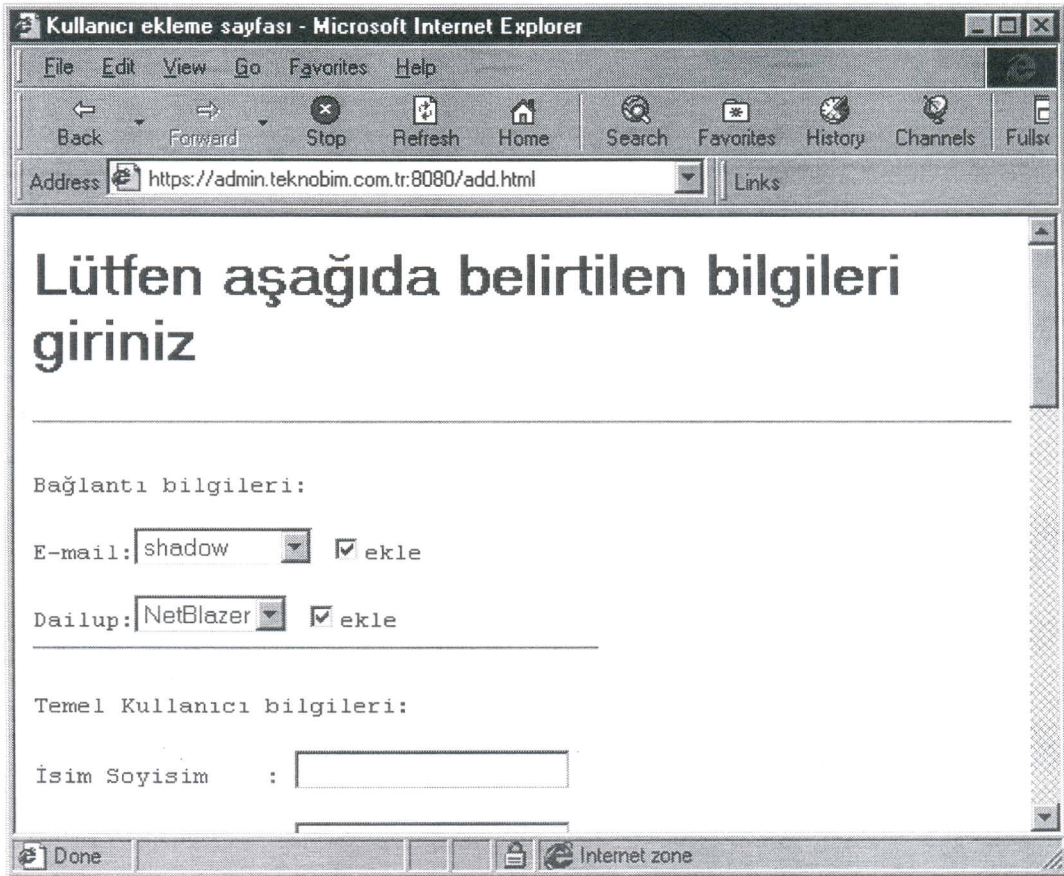 Kullanıcı ekleme sayfası - Microsoft Internet Explorer
File Edit View Go Favorites Help
Back Forward Stop Refresh Home Search Favorites History Channels
Address https://admin.teknobim.com.tr:8080/add.html Links
Lütfen aşağıda belirtilen bilgileri
giriniz
Bağlantı bilgileri:
E-mail: shadow ekle
Dailup: NetBlazer ekle
Temel Kullanıcı bilgileri:
İsim Soyisim :
Done Internet zone